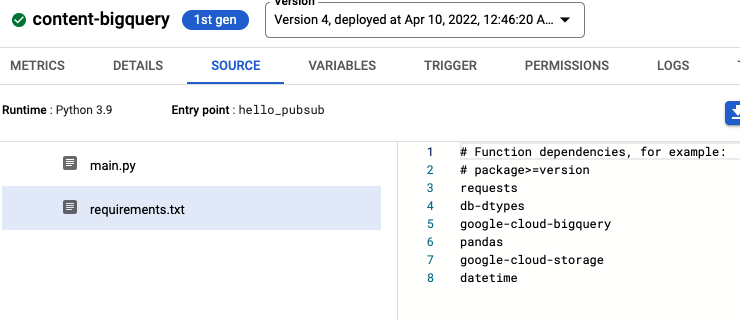 content-bigquery 1st gen
Version
Version 4, deployed at Apr 10, 2022, 12:46:20 A...
METRICS DETAILS SOURCE VARIABLES TRIGGER PERMISSIONS LOGS
Runtime : Python 3.9 Entry point : hello_pubsub
main.py
requirements.txt
1 # Function dependencies, for example:
2 # package>=version
3 requests
4 db-dtypes
5 google-cloud-bigquery
6 pandas
7 google-cloud-storage
8 datetime